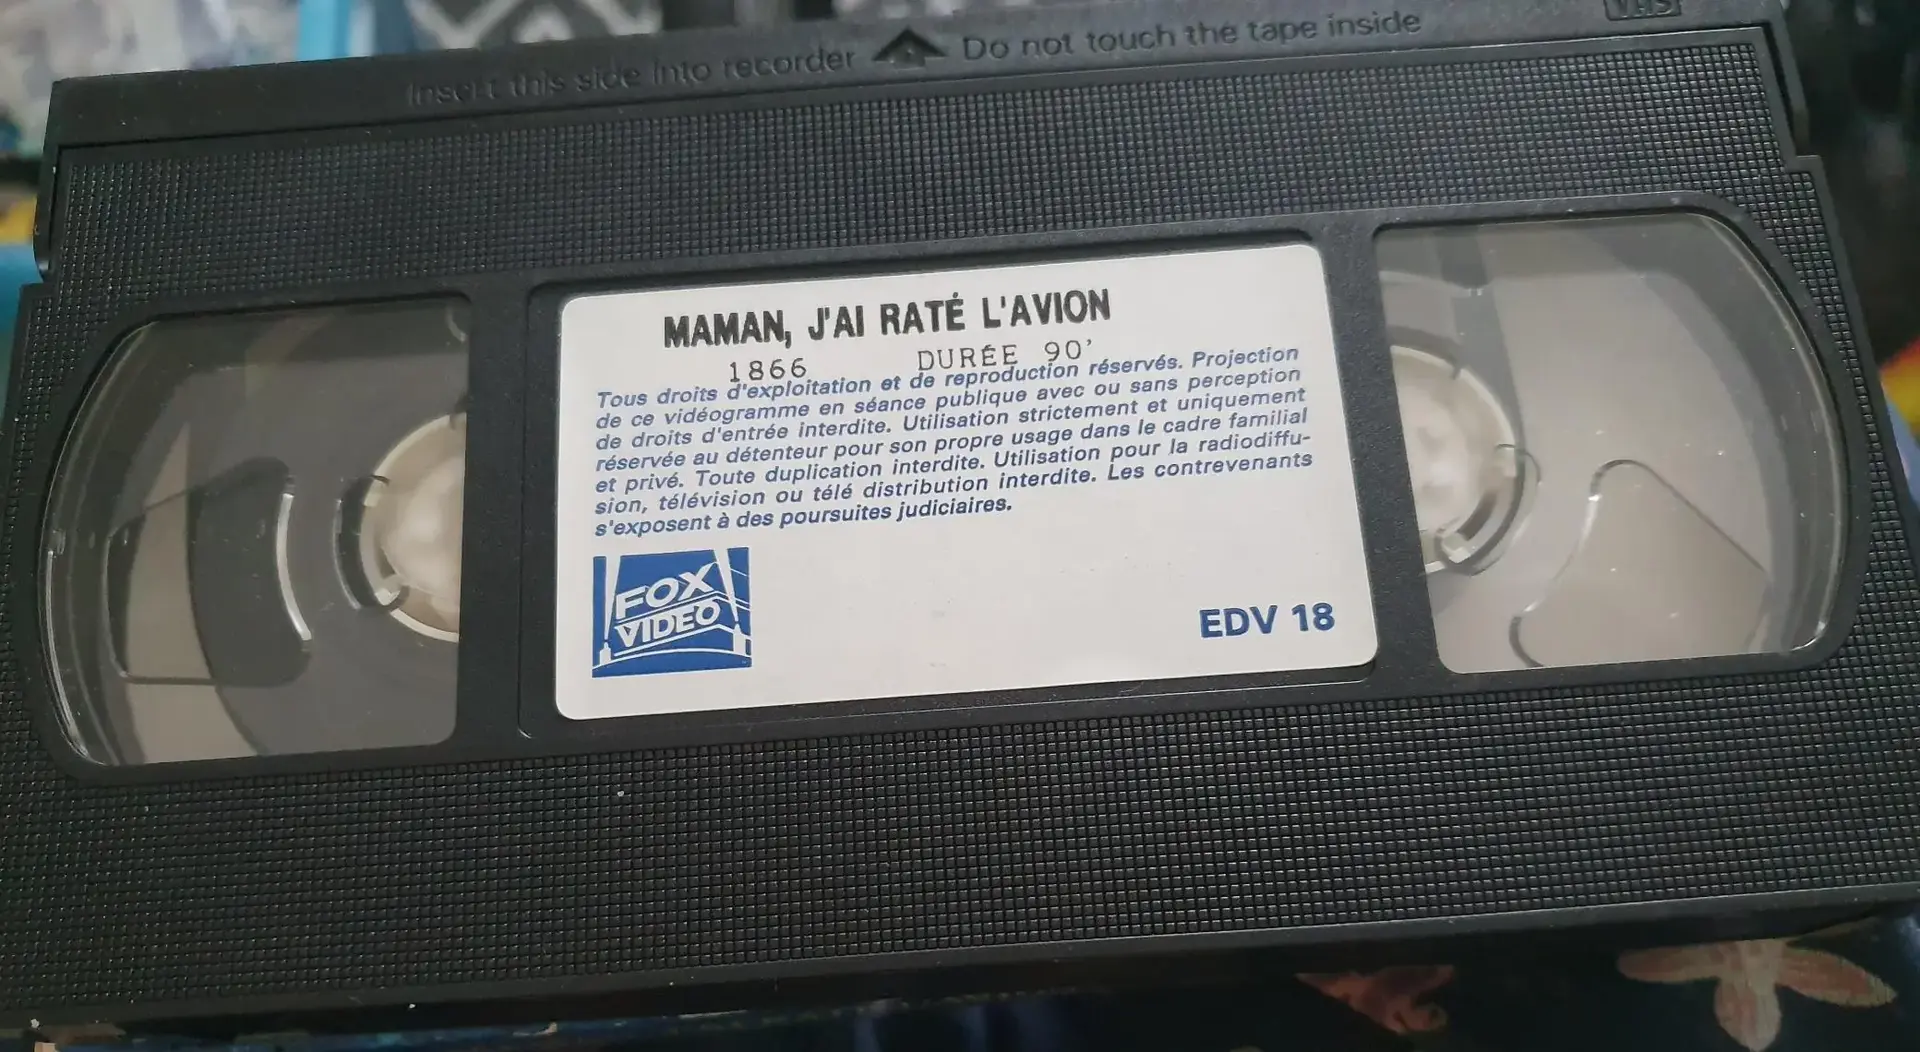 VHS
Insert this side into recorder Do not touch the tape inside
MAMAN, J'AI RATÉ L'AVION
1866 DURÉE 90'
Tous droits d'exploitation et de reproduction réservés. Projection
de ce vidéogramme en séance publique avec ou sans perception
de droits d'entrée interdite. Utilisation strictement et uniquement
réservée au détenteur pour son propre usage dans le cadre familial
et privé. Toute duplication interdite. Utilisation pour la radiodiffu-
sion, télévision ou télé distribution interdite. Les contrevenants
s'exposent à des poursuites judiciaires.
FOX
VIDEO
EDV 18